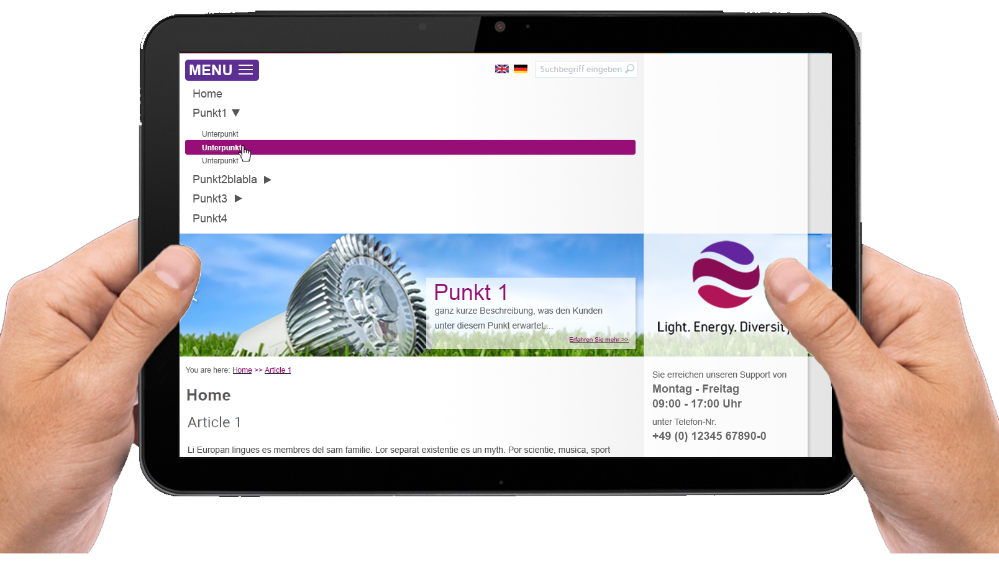 MENU
Suchbegriff eingeben
Home
Punkt1
Unterpunkt
Unterpunkt
Unterpunkt
Punkt2blabla
Punkt3
Punkt4
Punkt 1
ganz kurze Beschreibung, was den Kunden
unter diesem Punkt erwartet....
Erfahren Sie mehr >>
Light. Energy. Diversity
You are here: Home >> Article 1
Home
Article 1
Li Europan lingues es membres del sam familie. Lor separat existentie es un myth. Por scientie, musica, sport
Sie erreichen unseren Support von
Montag - Freitag
09:00 - 17:00 Uhr
unter Telefon-Nr.
+49 (0) 12345 67890-0